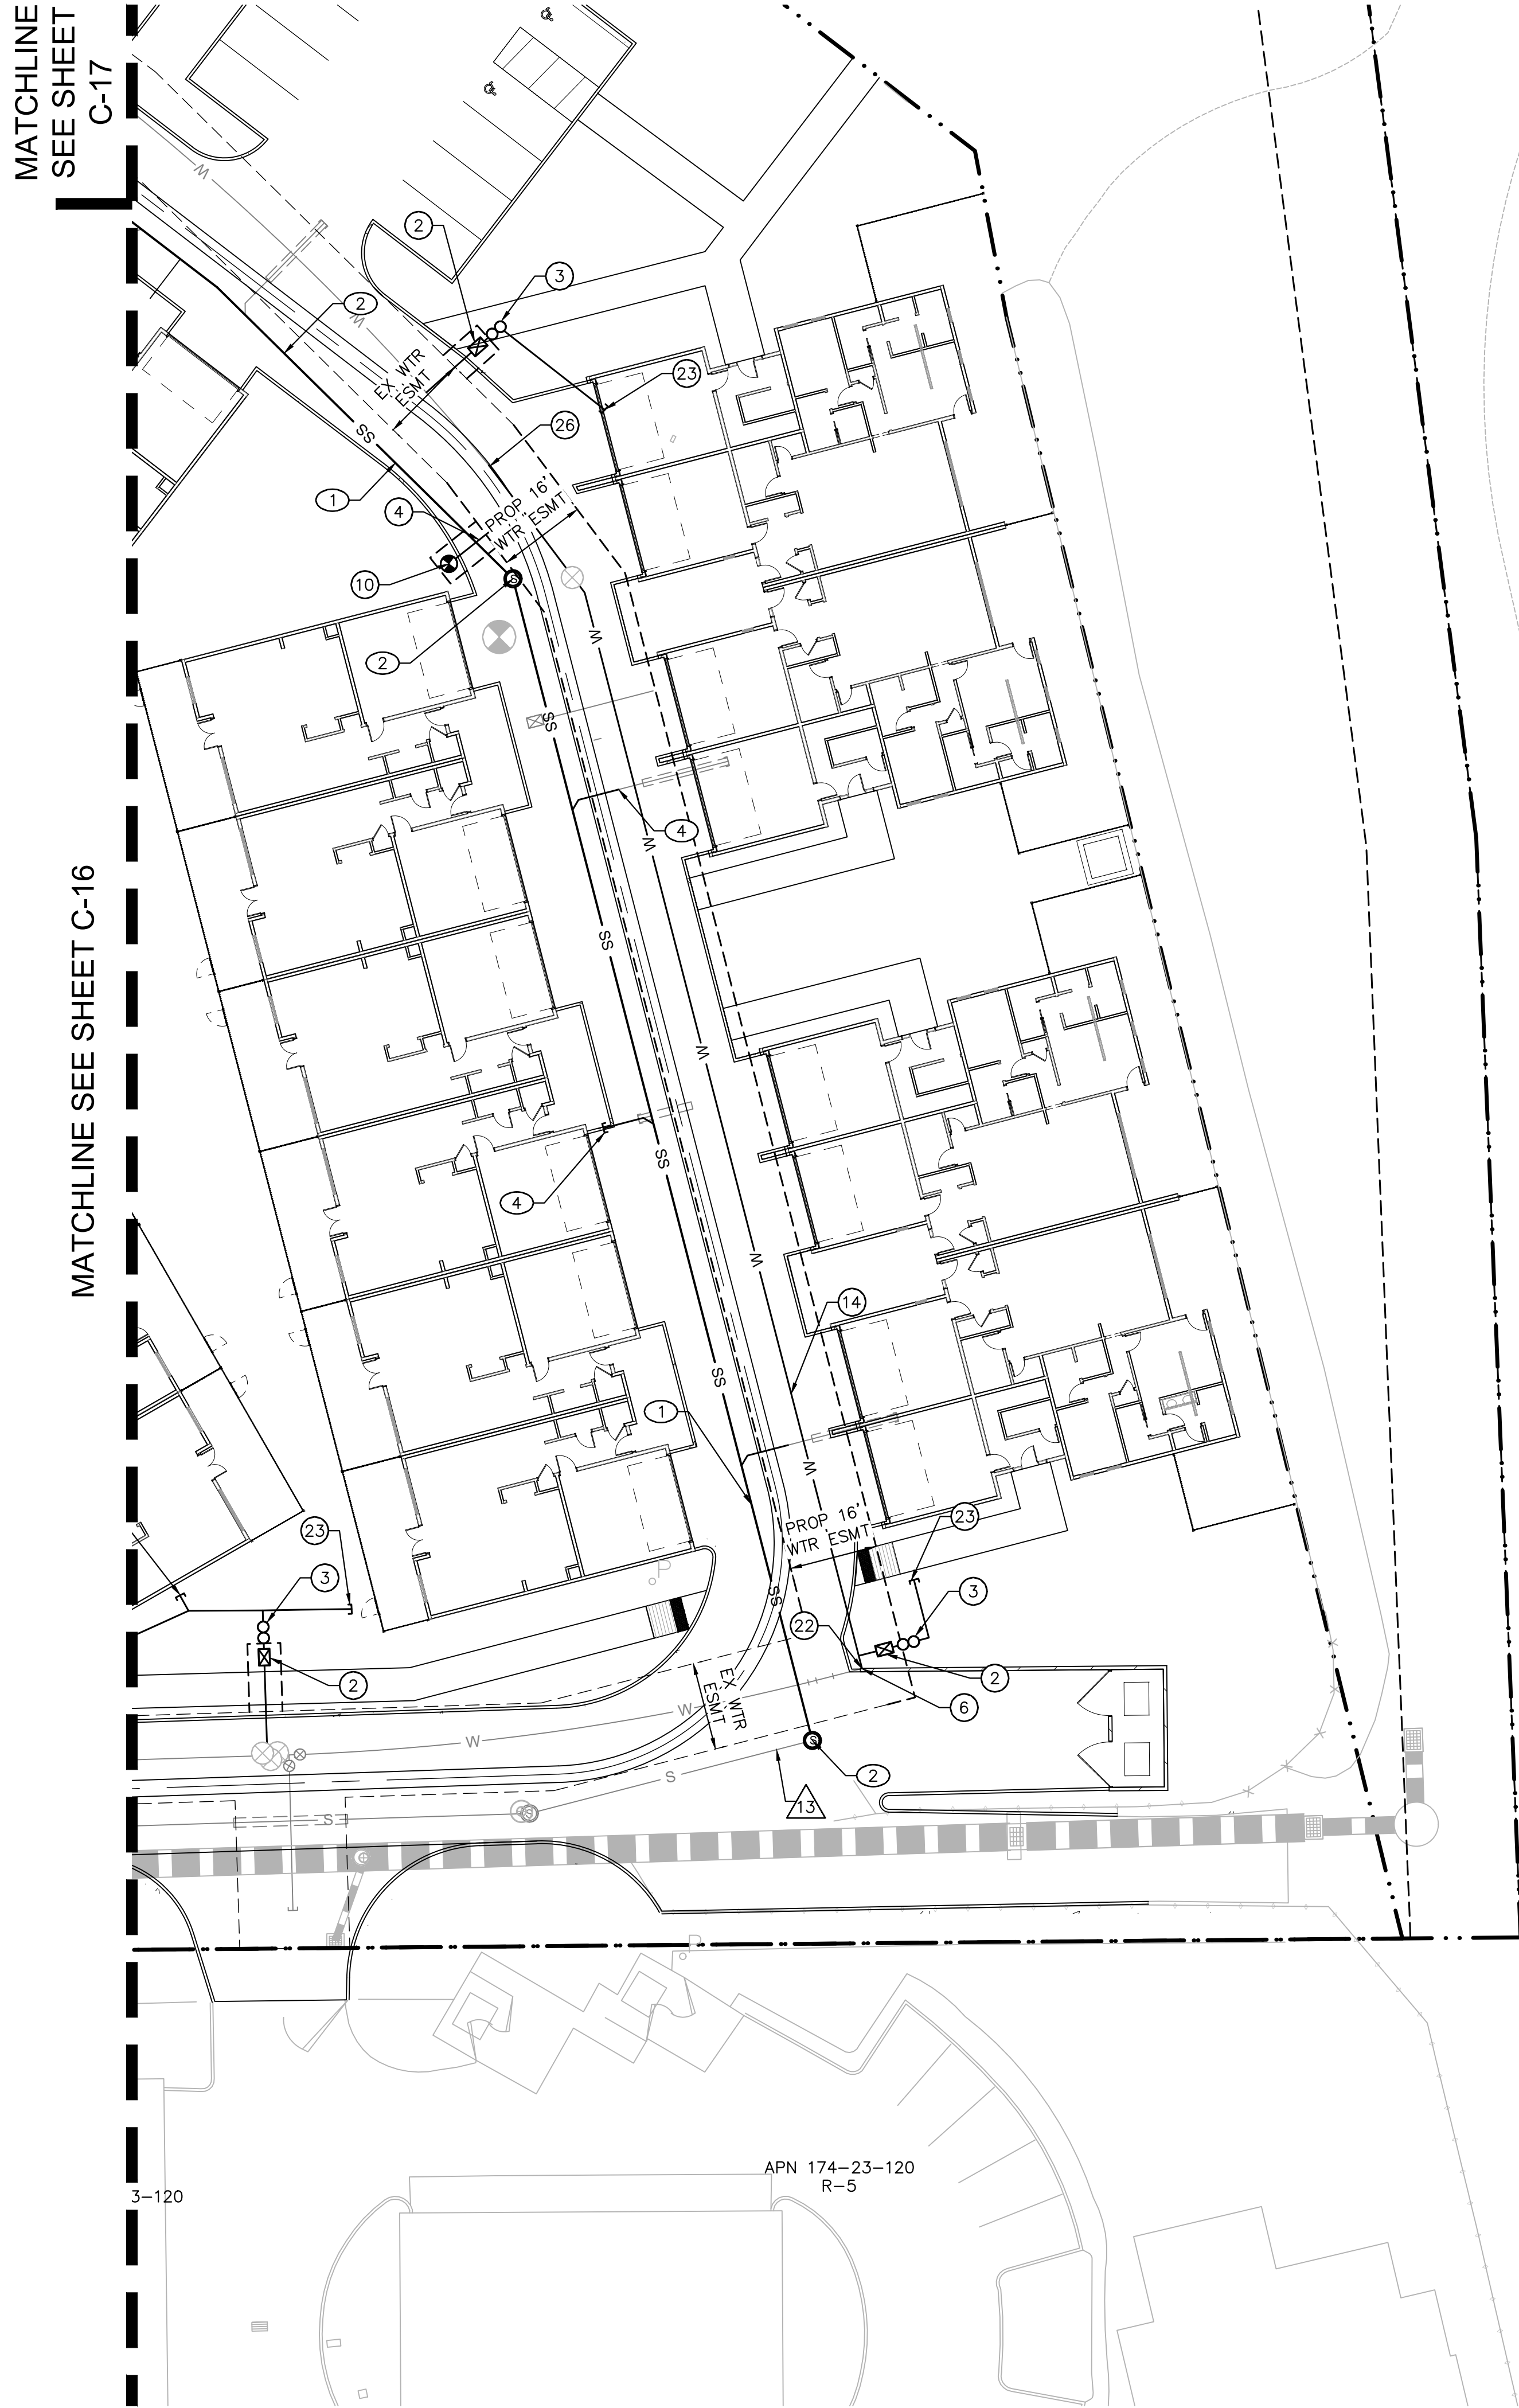 MATCHLINE
SEE SHEET
C-17
W
2
3
2
W
EX WTR
ESMT
23
SS
26
1
4
PROP 16'
WTR ESMT
10
S
W
2
SS
4
W
MATCHLINE SEE SHEET C-16
SS
W
SS
4
W
14
SS
1
W
PROP 16'
WTR ESMT
23
23
P
3
SS
3
22
2
2
EX WTR
ESMT
6
W
S
2
S
13
S
S
P
APN 174-23-120
R-5
3-120